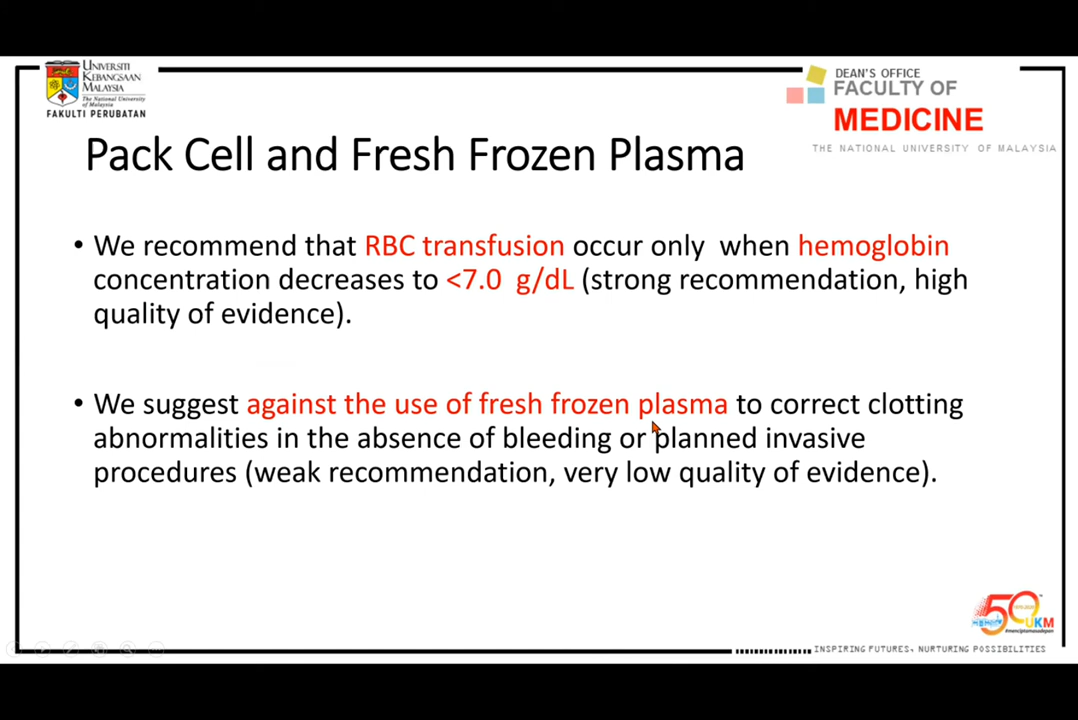 UNIVERSITI
KEBANGSAAN
MALAYSIA
The National University
of Malaysia
FAKULTI PERUBATAN
DEAN'S OFFICE
FACULTY OF
MEDICINE
THE NATIONAL UNIVERSITY OF MALAYSIA
Pack Cell and Fresh Frozen Plasma
• We recommend that RBC transfusion occur only when hemoglobin
concentration decreases to <7.0 g/dL (strong recommendation, high
quality of evidence).
• We suggest against the use of fresh frozen plasma to correct clotting
abnormalities in the absence of bleeding or planned invasive
procedures (weak recommendation, very low quality of evidence).
50
UKM
INSPIRING FUTURES, NURTURING POSSIBILITIES